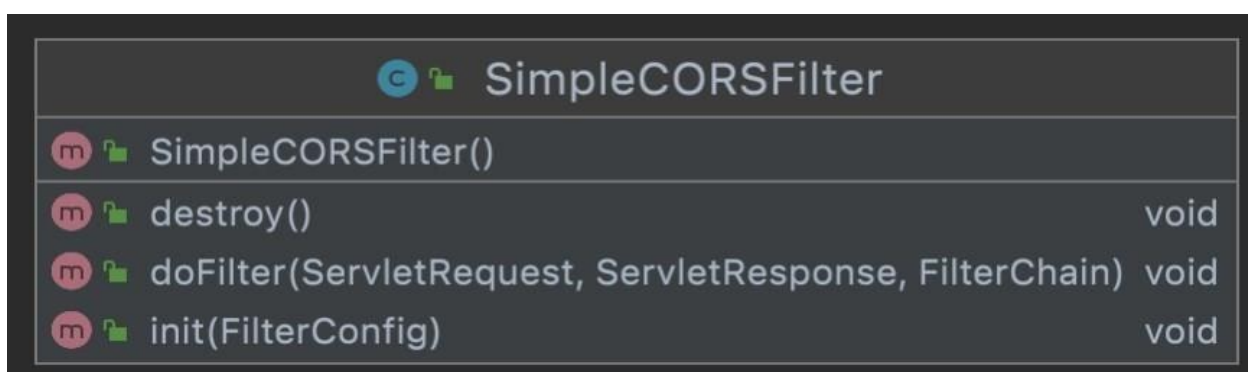 C SimpleCORSFilter
m SimpleCORSFilter()
m destroy() void
m doFilter(ServletRequest, ServletResponse, FilterChain) void
m init(FilterConfig) void